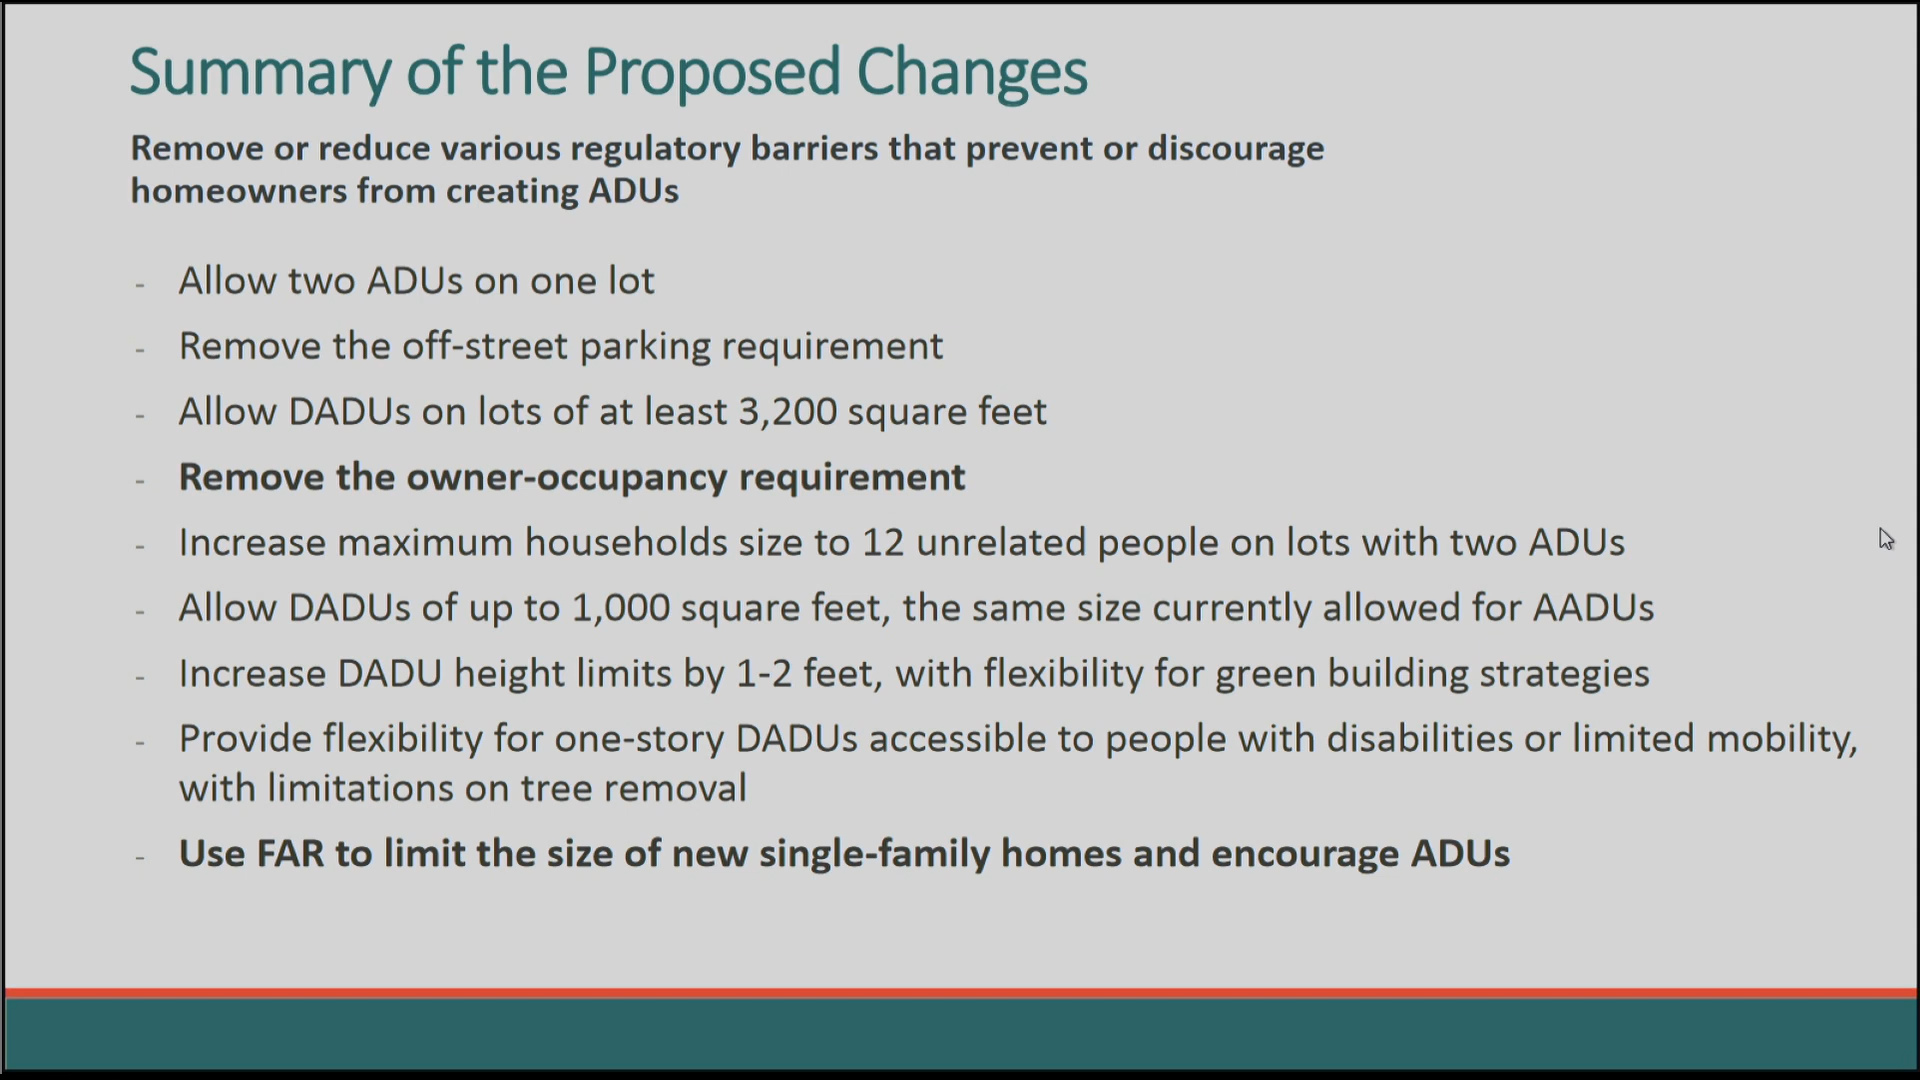 Summary of the Proposed Changes
Remove or reduce various regulatory barriers that prevent or discourage
homeowners from creating ADUs
- Allow two ADUs on one lot
- Remove the off-street parking requirement
- Allow DADUs on lots of at least 3,200 square feet
- Remove the owner-occupancy requirement
- Increase maximum households size to 12 unrelated people on lots with two ADUs
- Allow DADUs of up to 1,000 square feet, the same size currently allowed for AADUs
- Increase DADU height limits by 1-2 feet, with flexibility for green building strategies
- Provide flexibility for one-story DADUs accessible to people with disabilities or limited mobility,
with limitations on tree removal
- Use FAR to limit the size of new single-family homes and encourage ADUs